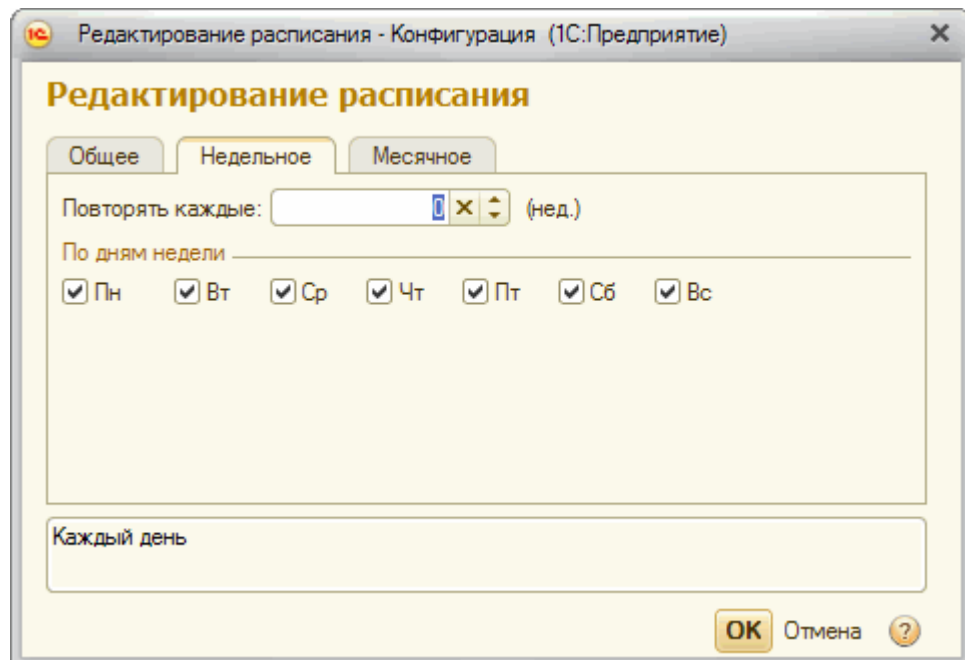 1С Редактирование расписания - Конфигурация (1С:Предприятие)
Редактирование расписания
Общее Недельное Месячное
Повторять каждые: 0 (нед.)
По дням недели
Пн Вт Ср Чт Пт Сб Вс
Каждый день
ОК Отмена ?